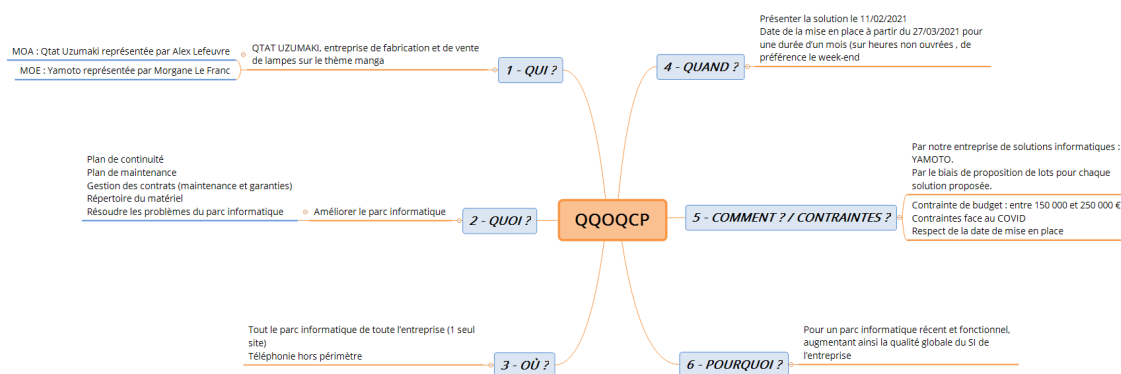 QQOQCP
1 - QUI ?
QTAT UZUMAKI, entreprise de fabrication et de vente
de lampes sur le thème manga
MOA : Qtat Uzumaki représentée par Alex Lefeuvre
MOE : Yamoto représentée par Morgane Le Franc
2 - QUOI ?
Améliorer le parc informatique
Plan de continuité
Plan de maintenance
Gestion des contrats (maintenance et garanties)
Répertoire du matériel
Résoudre les problèmes du parc informatique
3 - OÙ ?
Tout le parc informatique de toute l'entreprise (1 seul
site)
Téléphonie hors périmètre
4 - QUAND ?
Présenter la solution le 11/02/2021
Date de la mise en place à partir du 27/03/2021 pour
une durée d'un mois (sur heures non ouvrées , de
préférence le week-end
5 - COMMENT ? / CONTRAINTES ?
Par notre entreprise de solutions informatiques :
YAMOTO.
Par le biais de proposition de lots pour chaque
solution proposée.
Contrainte de budget : entre 150 000 et 250 000 €
Contraintes face au COVID
Respect de la date de mise en place
6 - POURQUOI ?
Pour un parc informatique récent et fonctionnel,
augmentant ainsi la qualité globale du SI de
l'entreprise